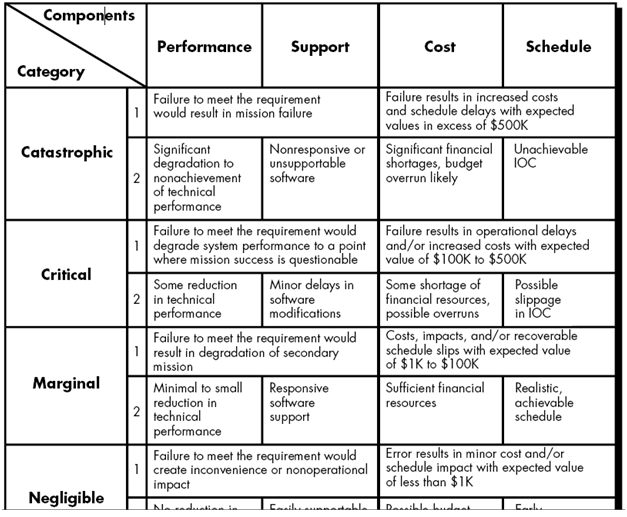 Components
Category
Performance
Support
Cost
Schedule
Catastrophic
1
Failure to meet the requirement
would result in mission failure
Failure results in increased costs
and schedule delays with expected
values in excess of $500K
2
Significant
degradation to
nonachievement
of technical
performance
Nonresponsive or
unsupportable
software
Significant financial
shortages, budget
overrun likely
Unachievable
IOC
Critical
1
Failure to meet the requirement would
degrade system performance to a point
where mission success is questionable
Failure results in operational delays
and/or increased costs with expected
value of $100K to $500K
2
Some reduction
in technical
performance
Minor delays in
software
modifications
Some shortage of
financial resources,
possible overruns
Possible
slippage
in IOC
Marginal
1
Failure to meet the requirement would
result in degradation of secondary
mission
Costs, impacts, and/or recoverable
schedule slips with expected value
of $1K to $100K
2
Minimal to small
reduction in
technical
performance
Responsive
software
support
Sufficient financial
resources
Realistic,
achievable
schedule
Negligible
1
Failure to meet the requirement would
create inconvenience or nonoperational
impact
Error results in minor cost and/or
schedule impact with expected value
of less than $1K
No reduction in
Easily supportable
Possible budget
Early